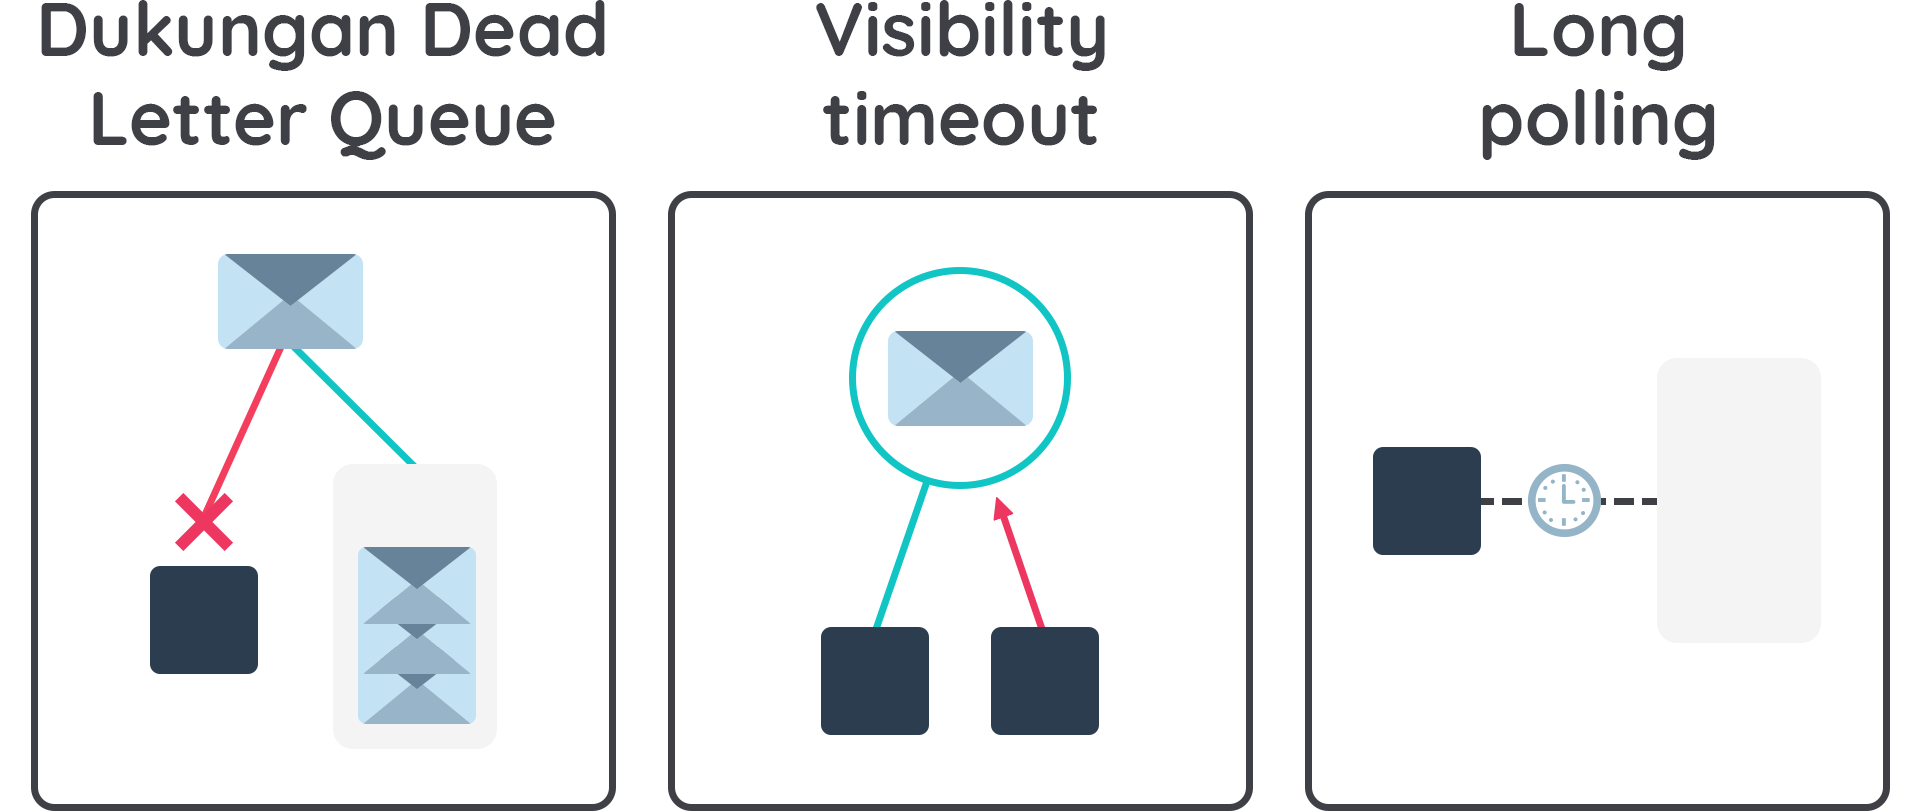 Dukungan Dead
Letter Queue
Visibility
timeout
Long
polling